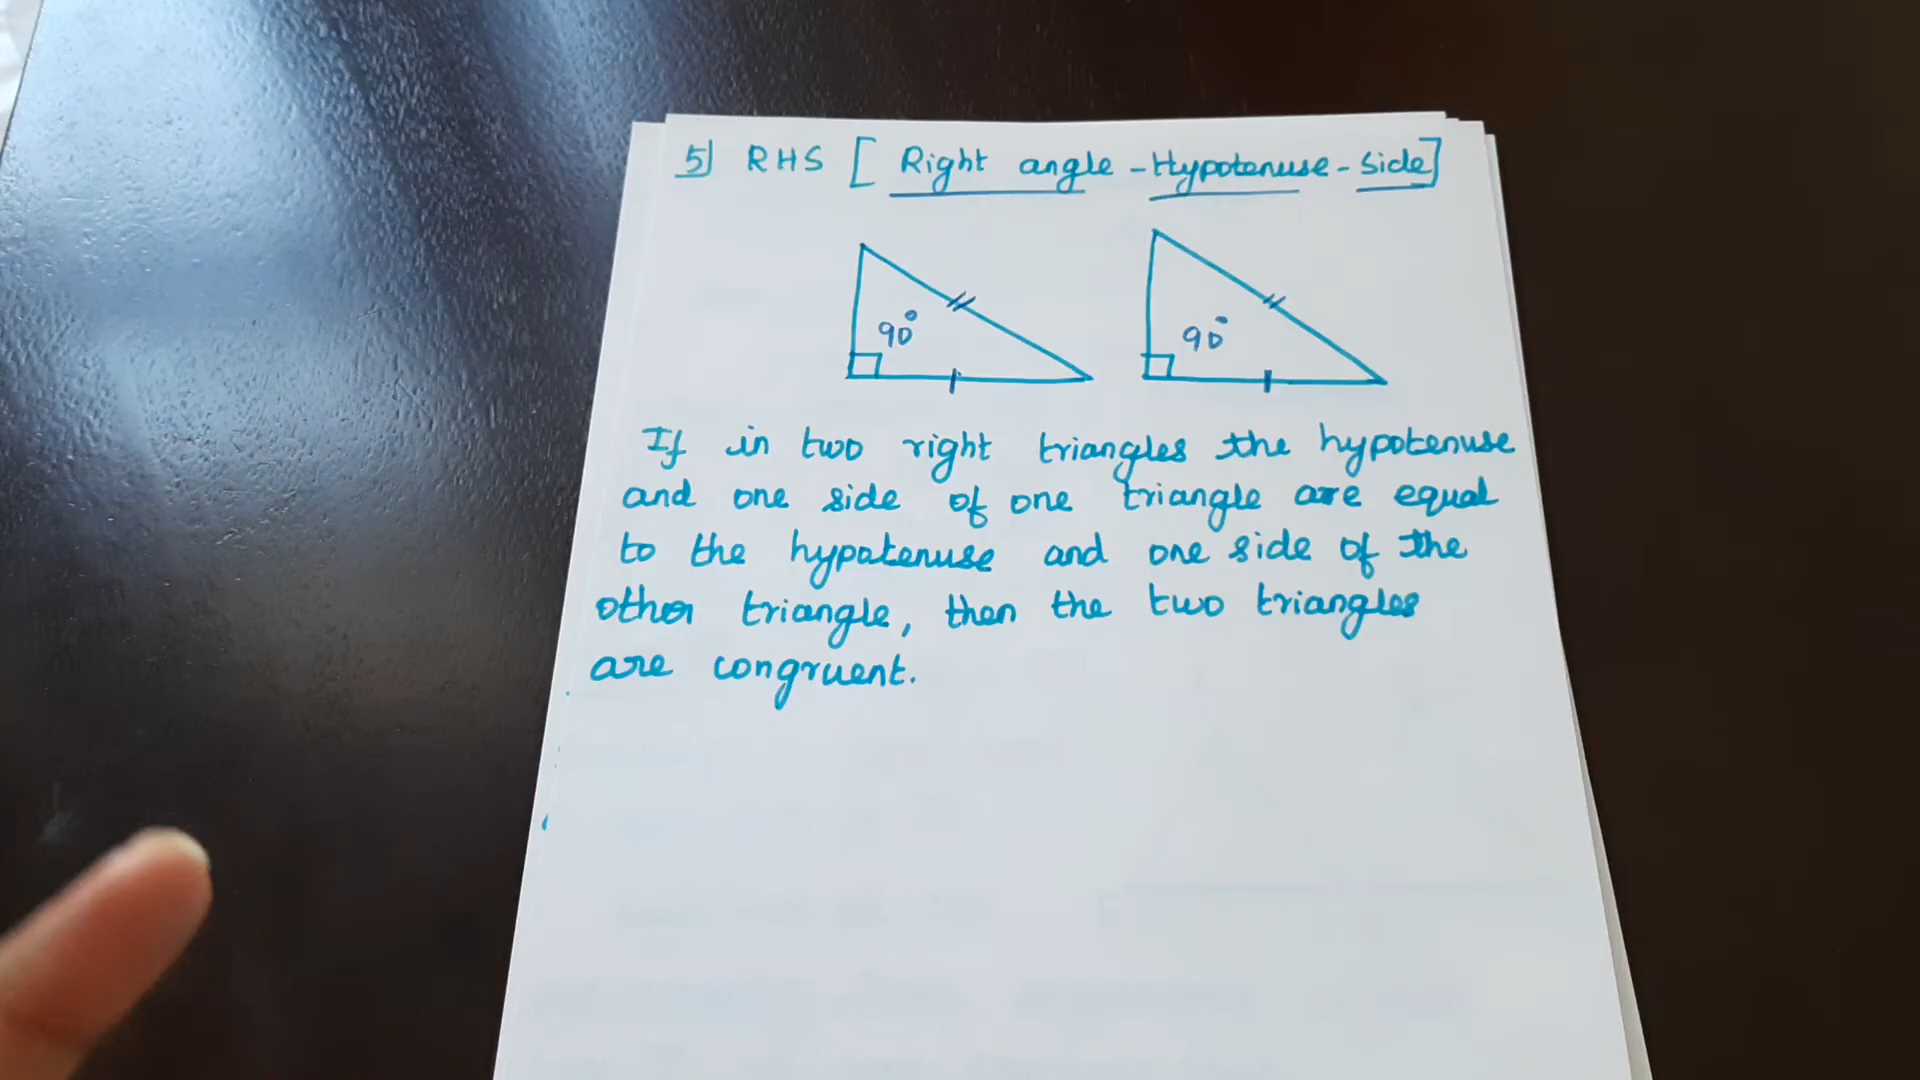 5] RHS [Right angle - Hypotenuse - Side]
90° 90°
If in two right triangles the hypotenuse
and one side of one triangle are equal
to the hypotenuse and one side of the
other triangle, then the two triangles
are congruent.